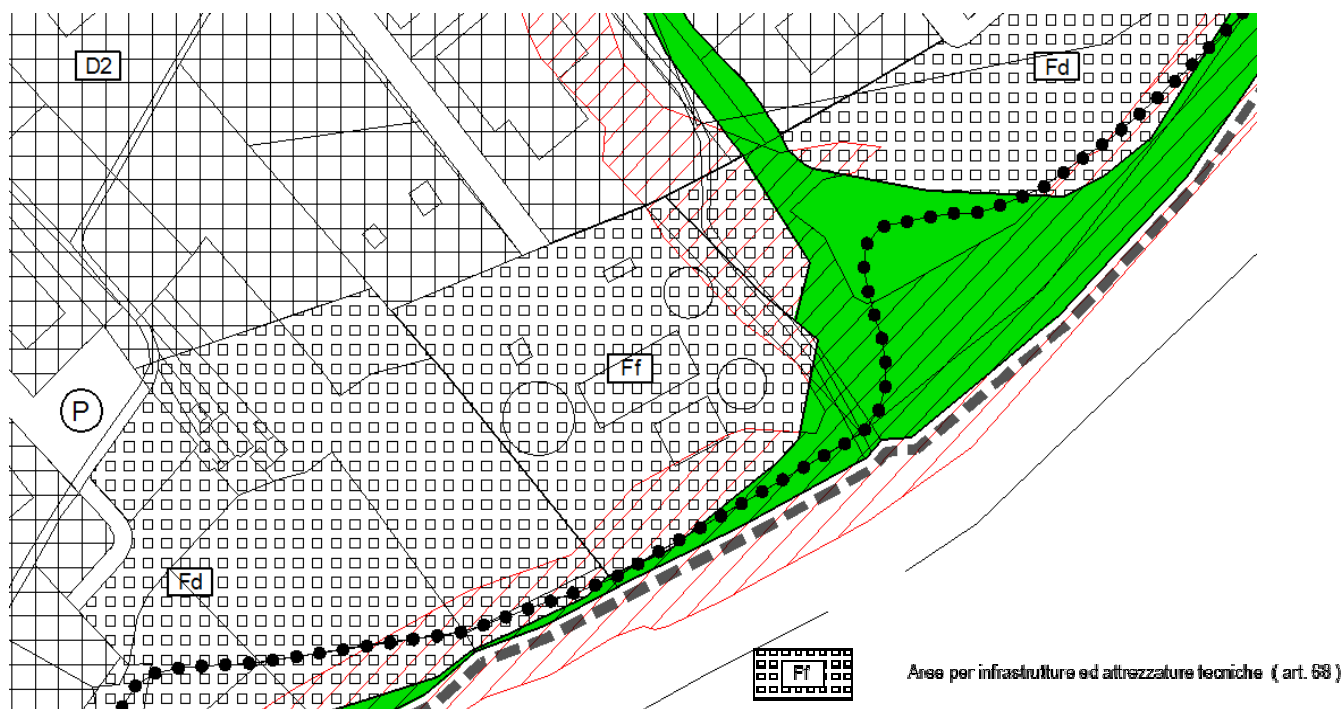 D2
Fd
Ff
P
Fd
Ff Aree per infrastrutture ed attrezzature tecniche ( art. 68 )